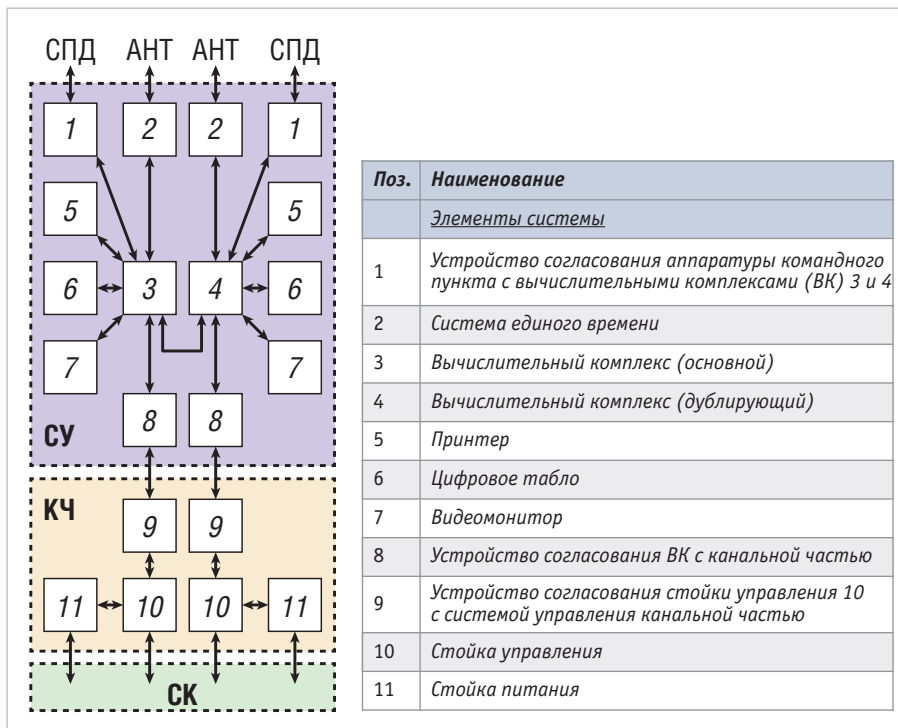 СПД АНТ АНТ СПД
1 2 2 1
5 5
6 3 4 6
7 7
8 8
СУ
КЧ
9 9
11 10 10 11
СК
Поз. Наименование
Элементы системы
1 Устройство согласования аппаратуры командного
пункта с вычислительными комплексами (ВК) 3 и 4
2 Система единого времени
3 Вычислительный комплекс (основной)
4 Вычислительный комплекс (дублирующий)
5 Принтер
6 Цифровое табло
7 Видеомонитор
8 Устройство согласования ВК с канальной частью
9 Устройство согласования стойки управления 10
с системой управления канальной частью
10 Стойка управления
11 Стойка питания